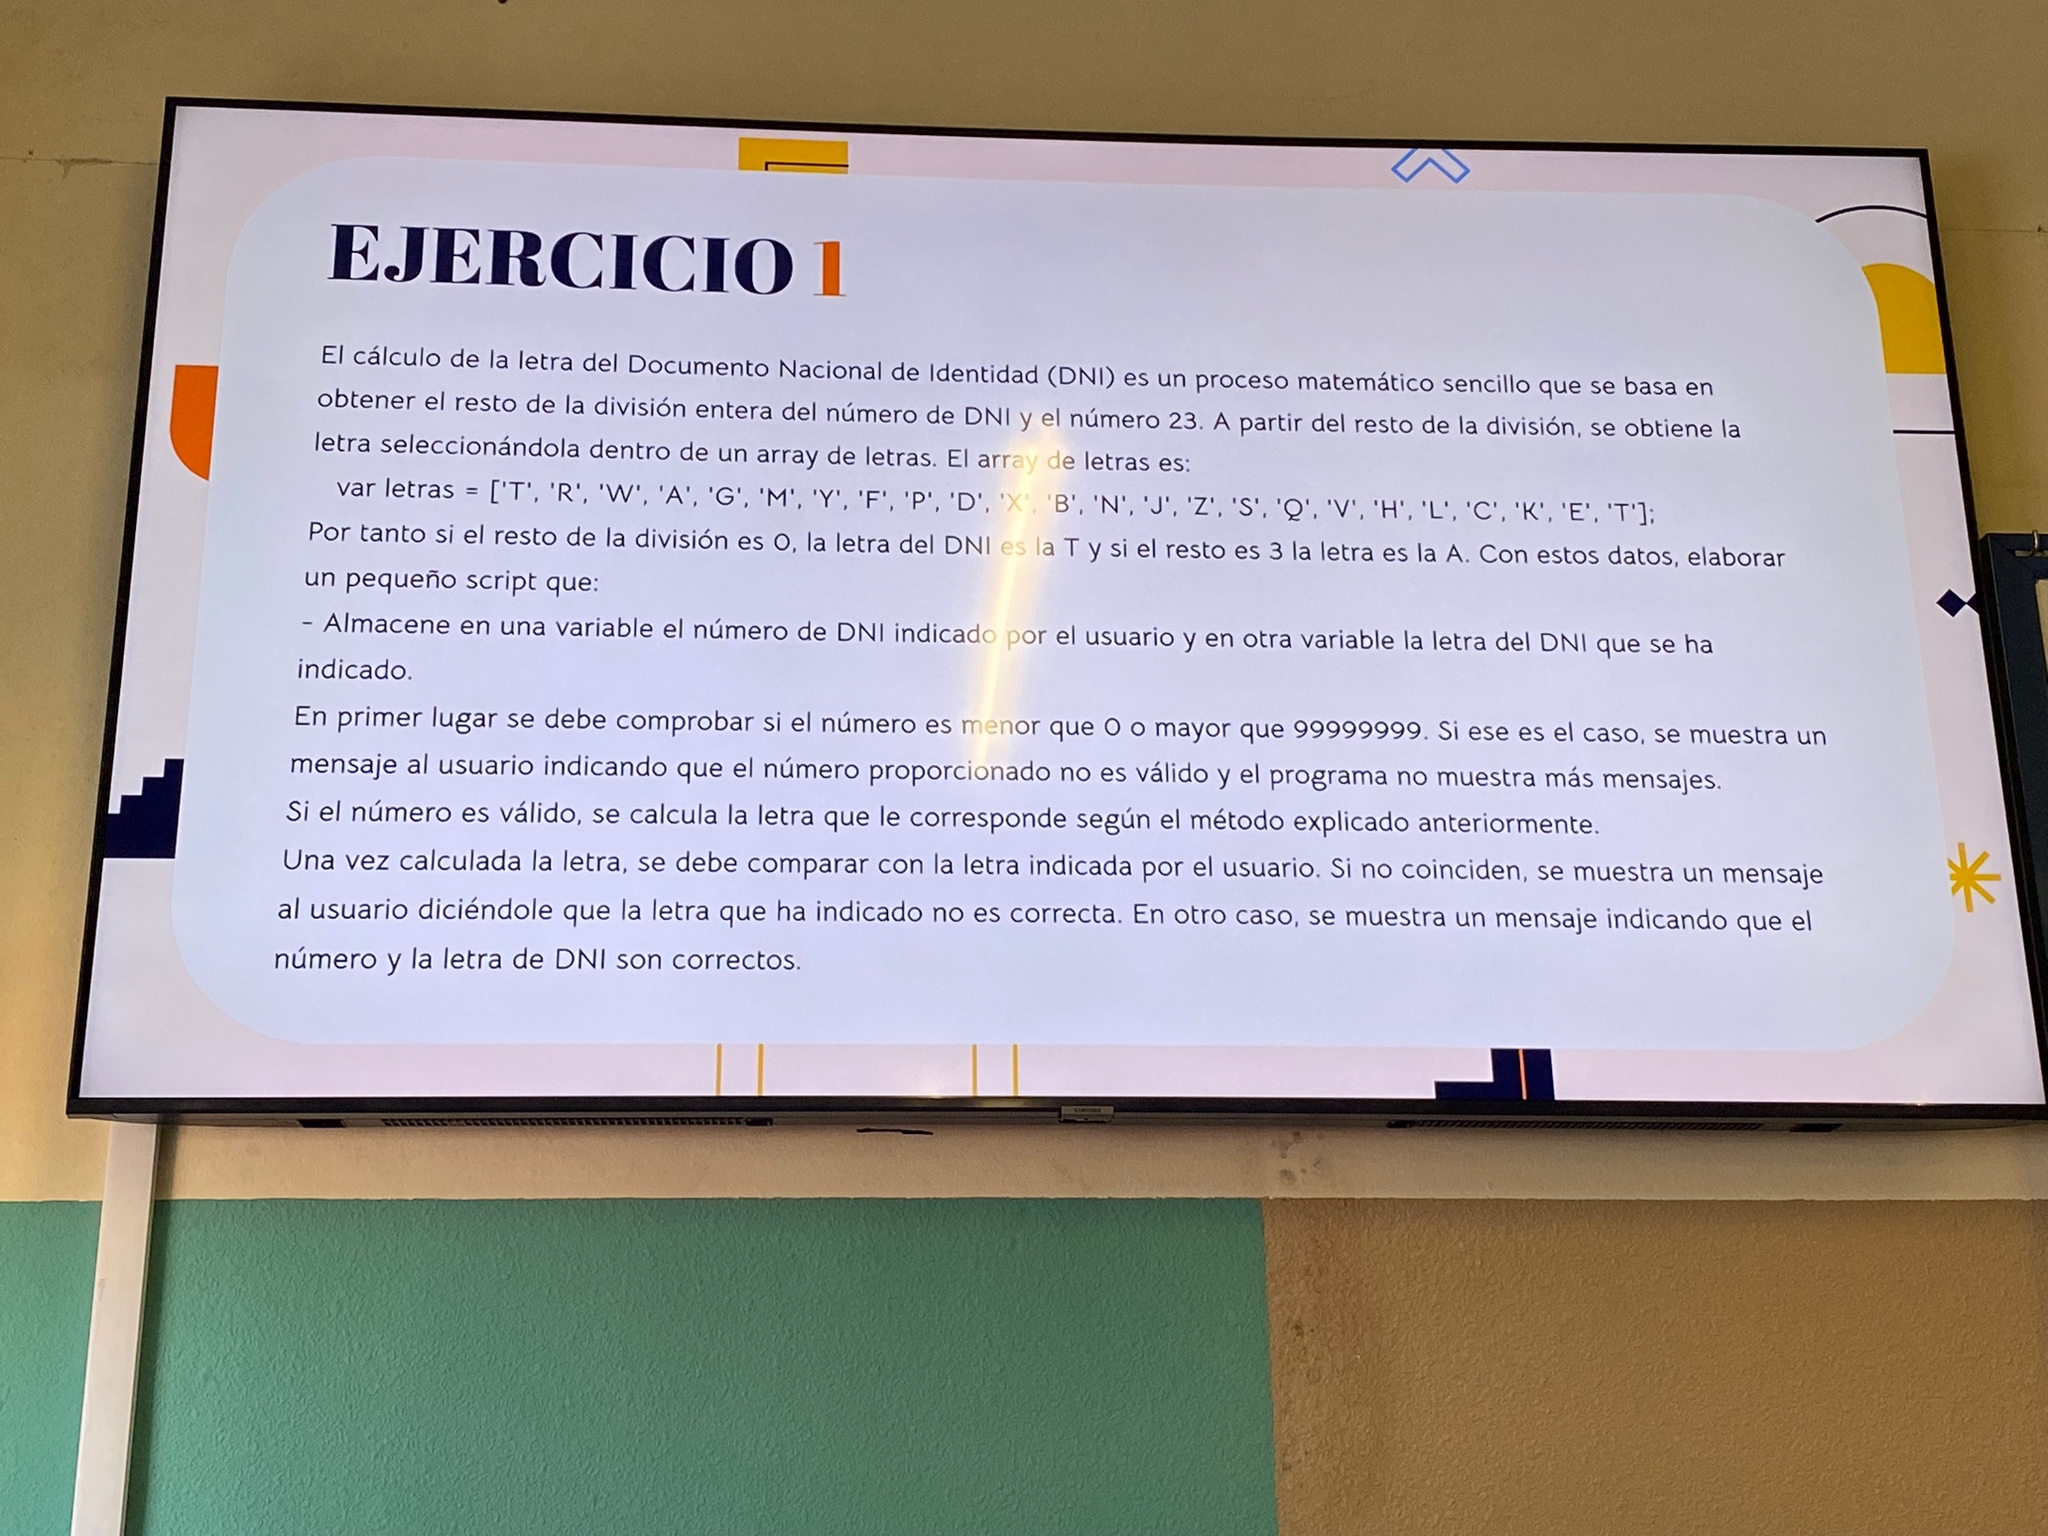 EJERCICIO 1
El cálculo de la letra del Documento Nacional de Identidad (DNI) es un proceso matemático sencillo que se basa en
obtener el resto de la división entera del número de DNI y el número 23. A partir del resto de la división, se obtiene la
letra seleccionándola dentro de un array de letras. El array de letras es:
var letras = ['T', 'R', 'W', 'A', 'G', 'M', 'Y', 'F', 'P', 'D', 'X', 'B', 'N', 'J', 'Z', 'S', 'Q', 'V', 'H', 'L', 'C', 'K', 'E', 'T'];
Por tanto si el resto de la división es 0, la letra del DNI es la T y si el resto es 3 la letra es la A. Con estos datos, elaborar
un pequeño script que:
- Almacene en una variable el número de DNI indicado por el usuario y en otra variable la letra del DNI que se ha
indicado.
En primer lugar se debe comprobar si el número es menor que 0 o mayor que 99999999. Si ese es el caso, se muestra un
mensaje al usuario indicando que el número proporcionado no es válido y el programa no muestra más mensajes.
Si el número es válido, se calcula la letra que le corresponde según el método explicado anteriormente.
Una vez calculada la letra, se debe comparar con la letra indicada por el usuario. Si no coinciden, se muestra un mensaje
al usuario diciéndole que la letra que ha indicado no es correcta. En otro caso, se muestra un mensaje indicando que el
número y la letra de DNI son correctos.